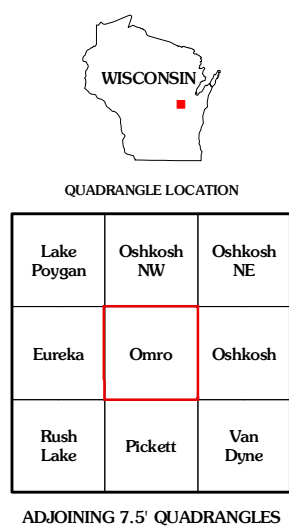 WISCONSIN
QUADRANGLE LOCATION
Lake
Poygan
Oshkosh
NW
Oshkosh
NE
Eureka
Omro
Oshkosh
Rush
Lake
Pickett
Van
Dyne
ADJOINING 7.5' QUADRANGLES